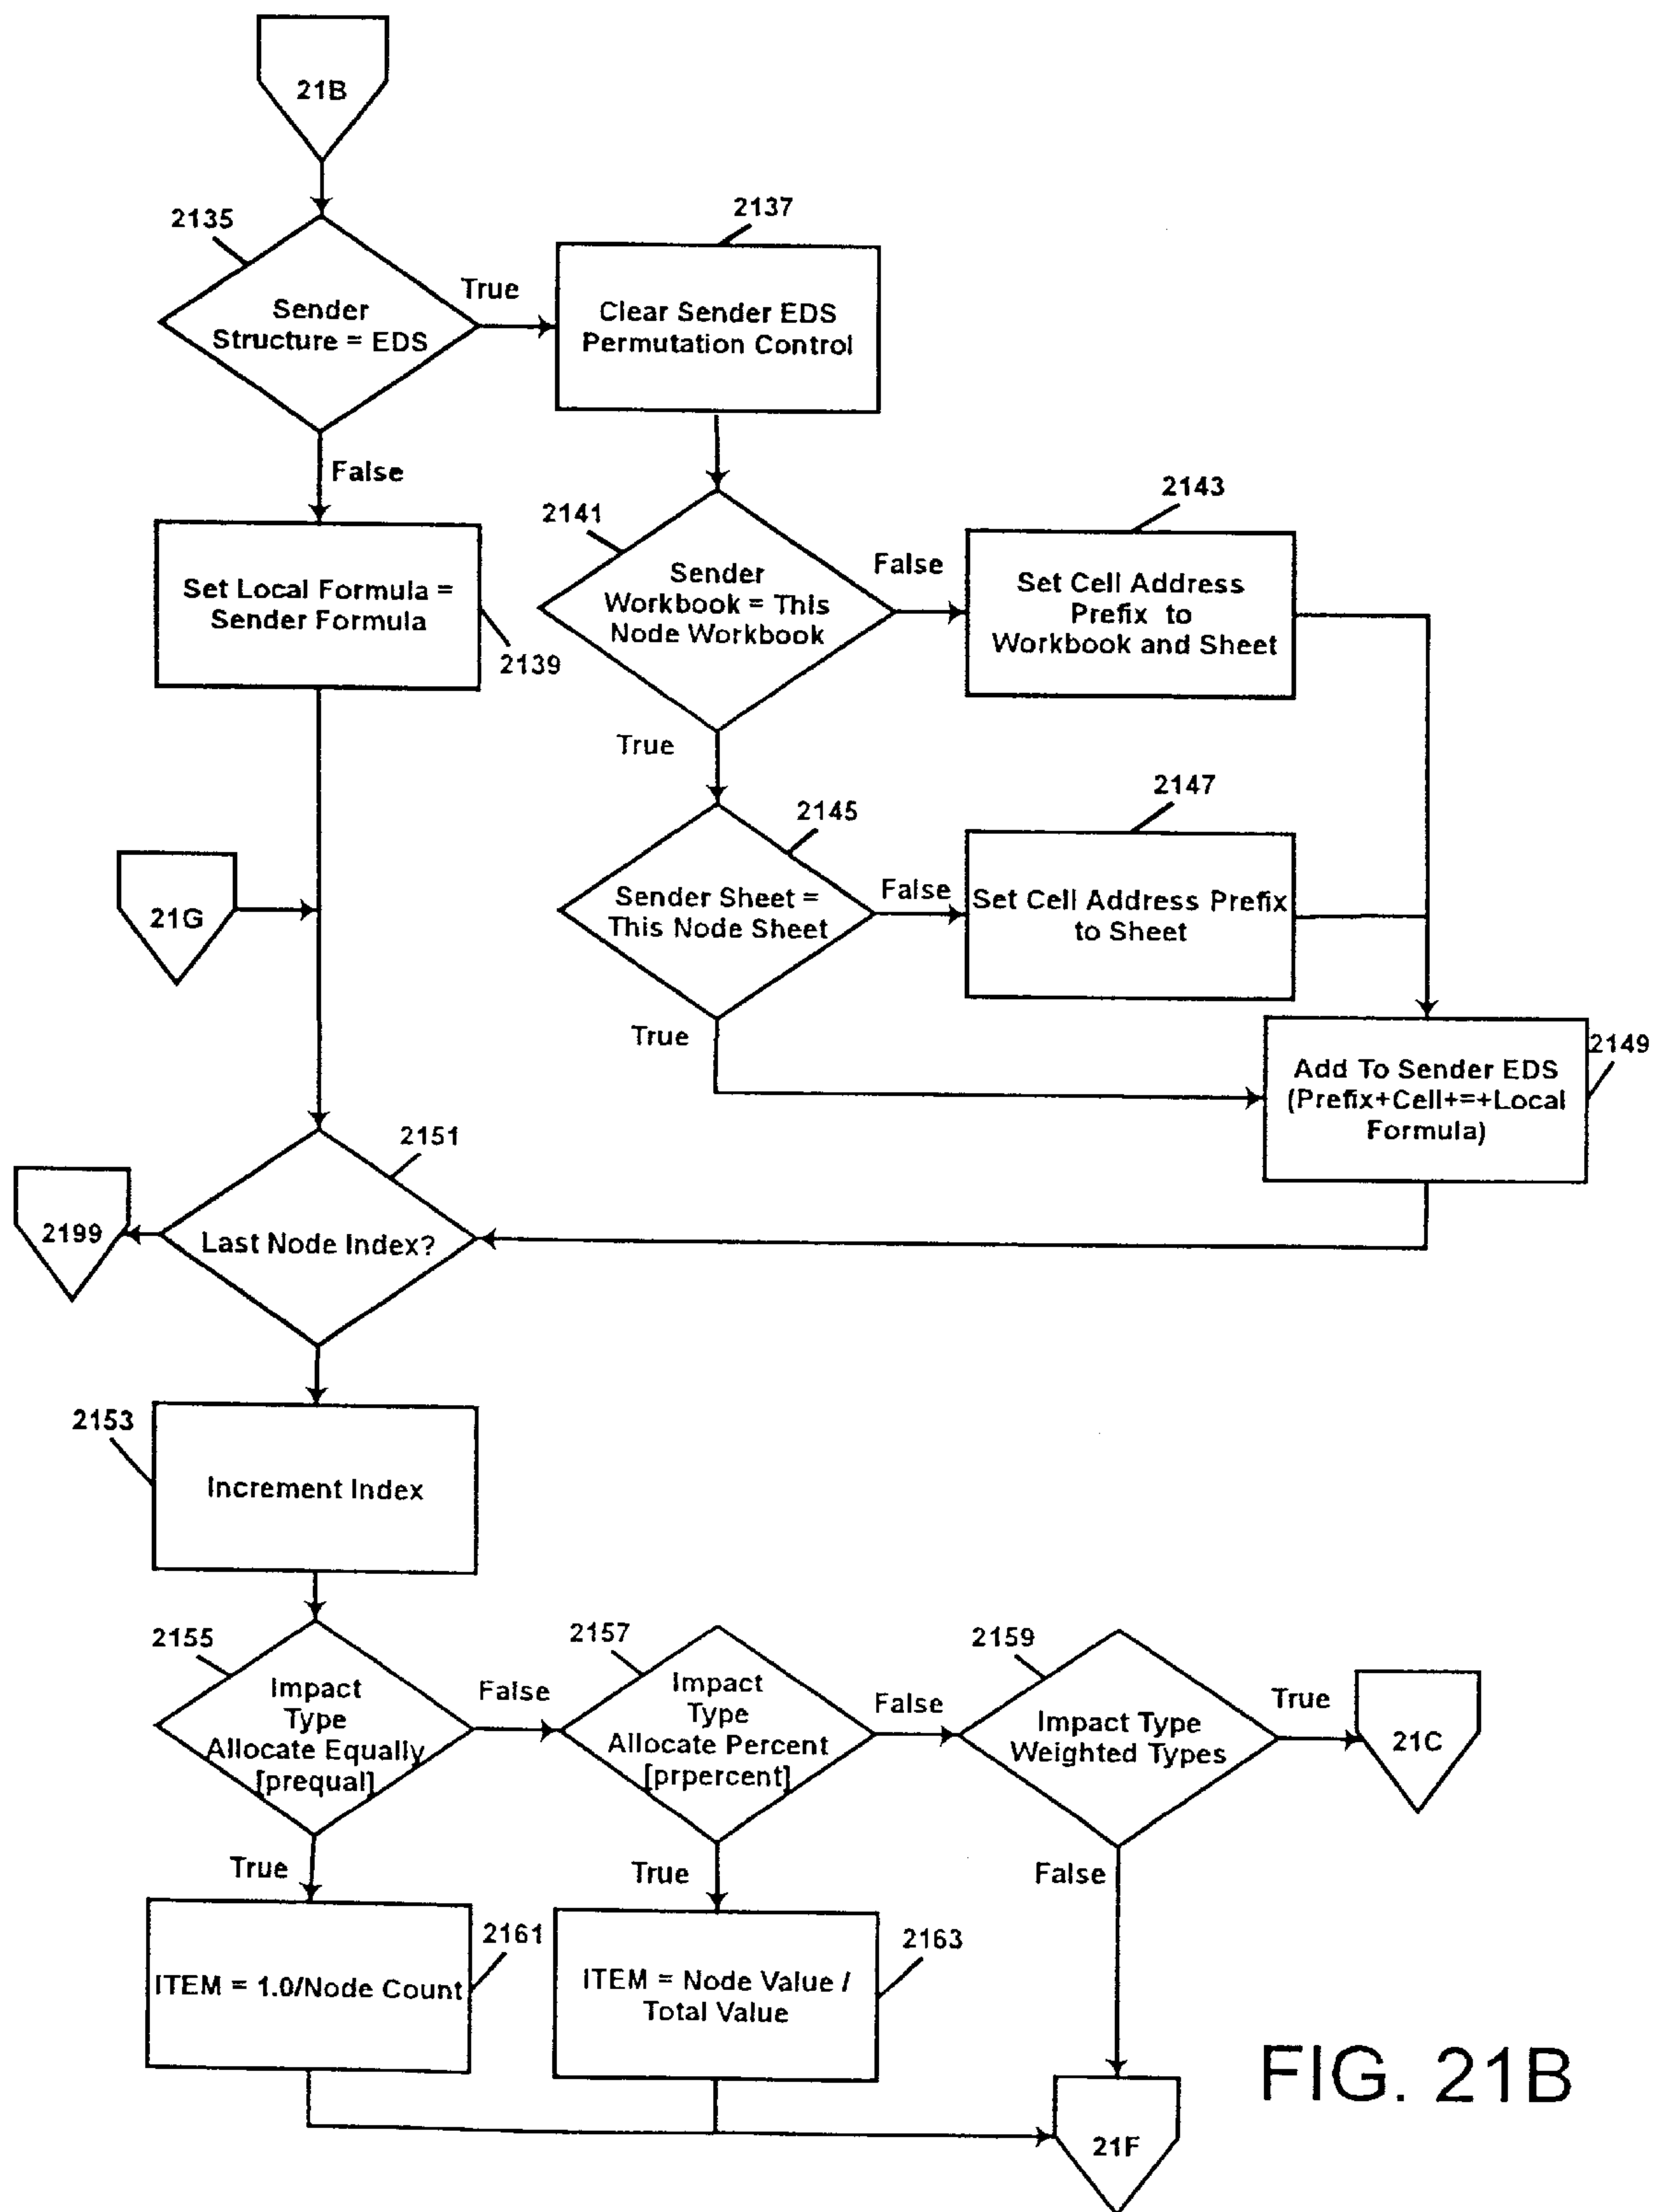 21B
2135
2137
Sender
Structure = EDS
True
Clear Sender EDS
Permutation Control
False
2141
2143
Set Local Formula =
Sender Formula
2139
Sender
Workbook = This
Node Workbook
False
Set Cell Address
Prefix to
Workbook and Sheet
True
2145
2147
21G
Sender Sheet =
This Node Sheet
False
Set Cell Address Prefix
to Sheet
True
2149
Add To Sender EDS
(Prefix+Cell+=+Local
Formula)
2151
2199
Last Node Index?
2153
Increment Index
2155
2157
2159
Impact
Type
Allocate Equally
[prequal]
False
Impact
Type
Allocate Percent
[prpercent]
False
Impact Type
Weighted Types
True
21C
True
True
False
2161
2163
ITEM = 1.0/Node Count
ITEM = Node Value /
Total Value
21F
FIG. 21B